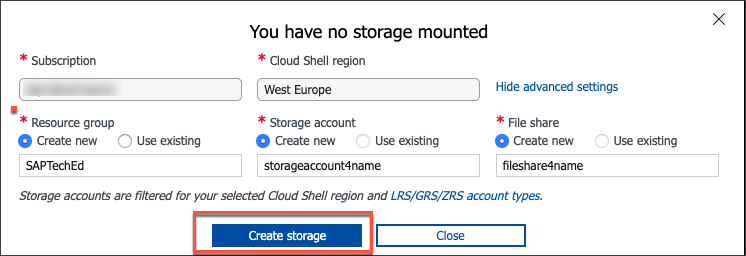 You have no storage mounted
* Subscription
* Cloud Shell region
West Europe
Hide advanced settings
* Resource group
* Storage account
* File share
Create new
Use existing
Create new
Use existing
Create new
Use existing
SAPTechEd
storageaccount4name
fileshare4name
Storage accounts are filtered for your selected Cloud Shell region and LRS/GRS/ZRS account types.
Create storage
Close